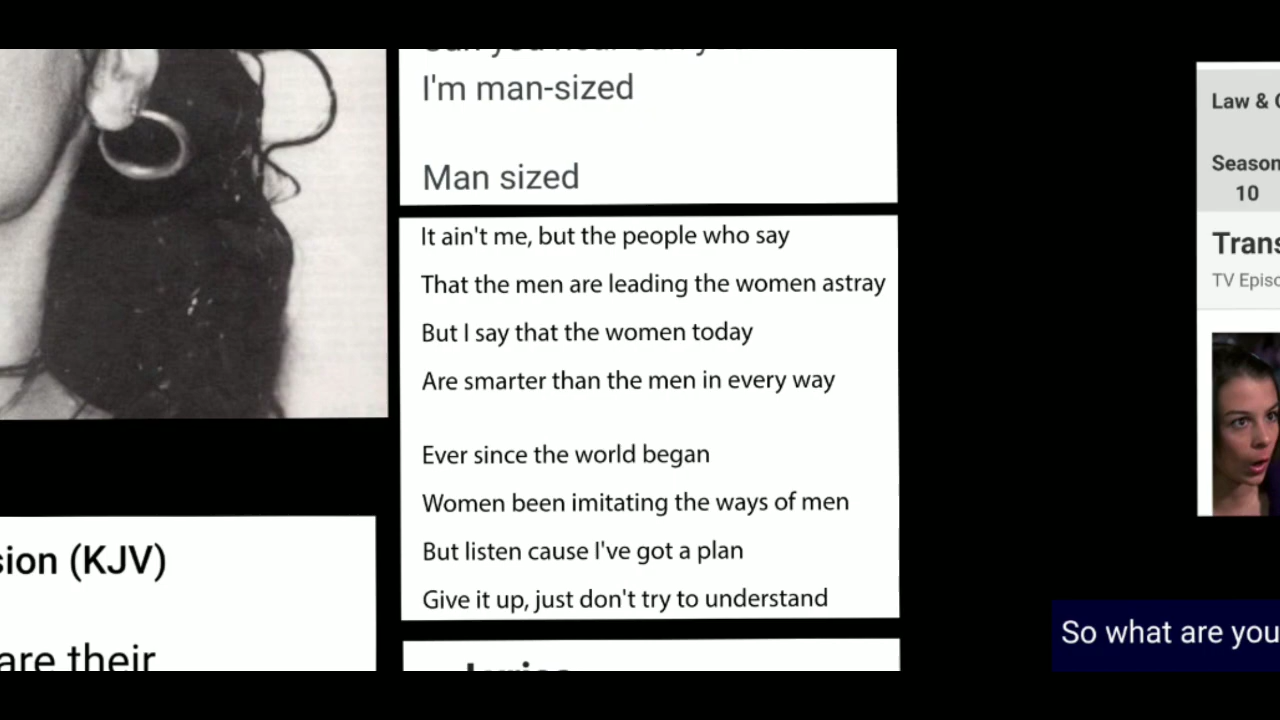 I'm man-sized
Man sized
It ain't me, but the people who say
That the men are leading the women astray
But I say that the women today
Are smarter than the men in every way
Ever since the world began
Women been imitating the ways of men
But listen cause I've got a plan
Give it up, just don't try to understand
sion (KJV)
are their
Law &
Season
10
Trans
TV Episo
So what are you